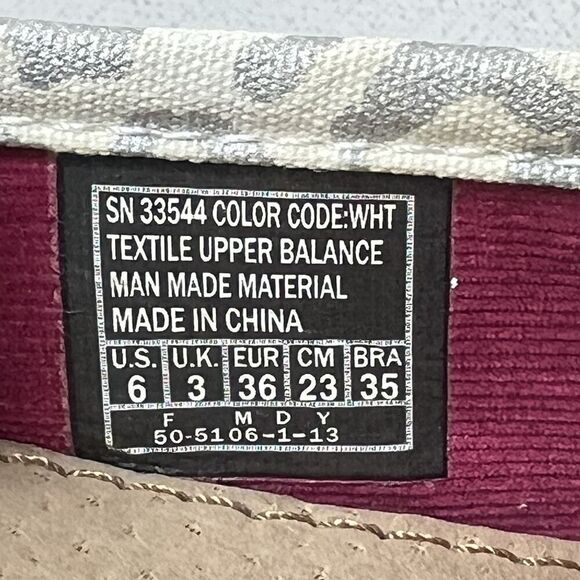 SN 33544 COLOR CODE:WHT
TEXTILE UPPER BALANCE
MAN MADE MATERIAL
MADE IN CHINA
U.S. U.K. EUR CM BRA
6 3 36 23 35
F M D Y
50-5106-1-13